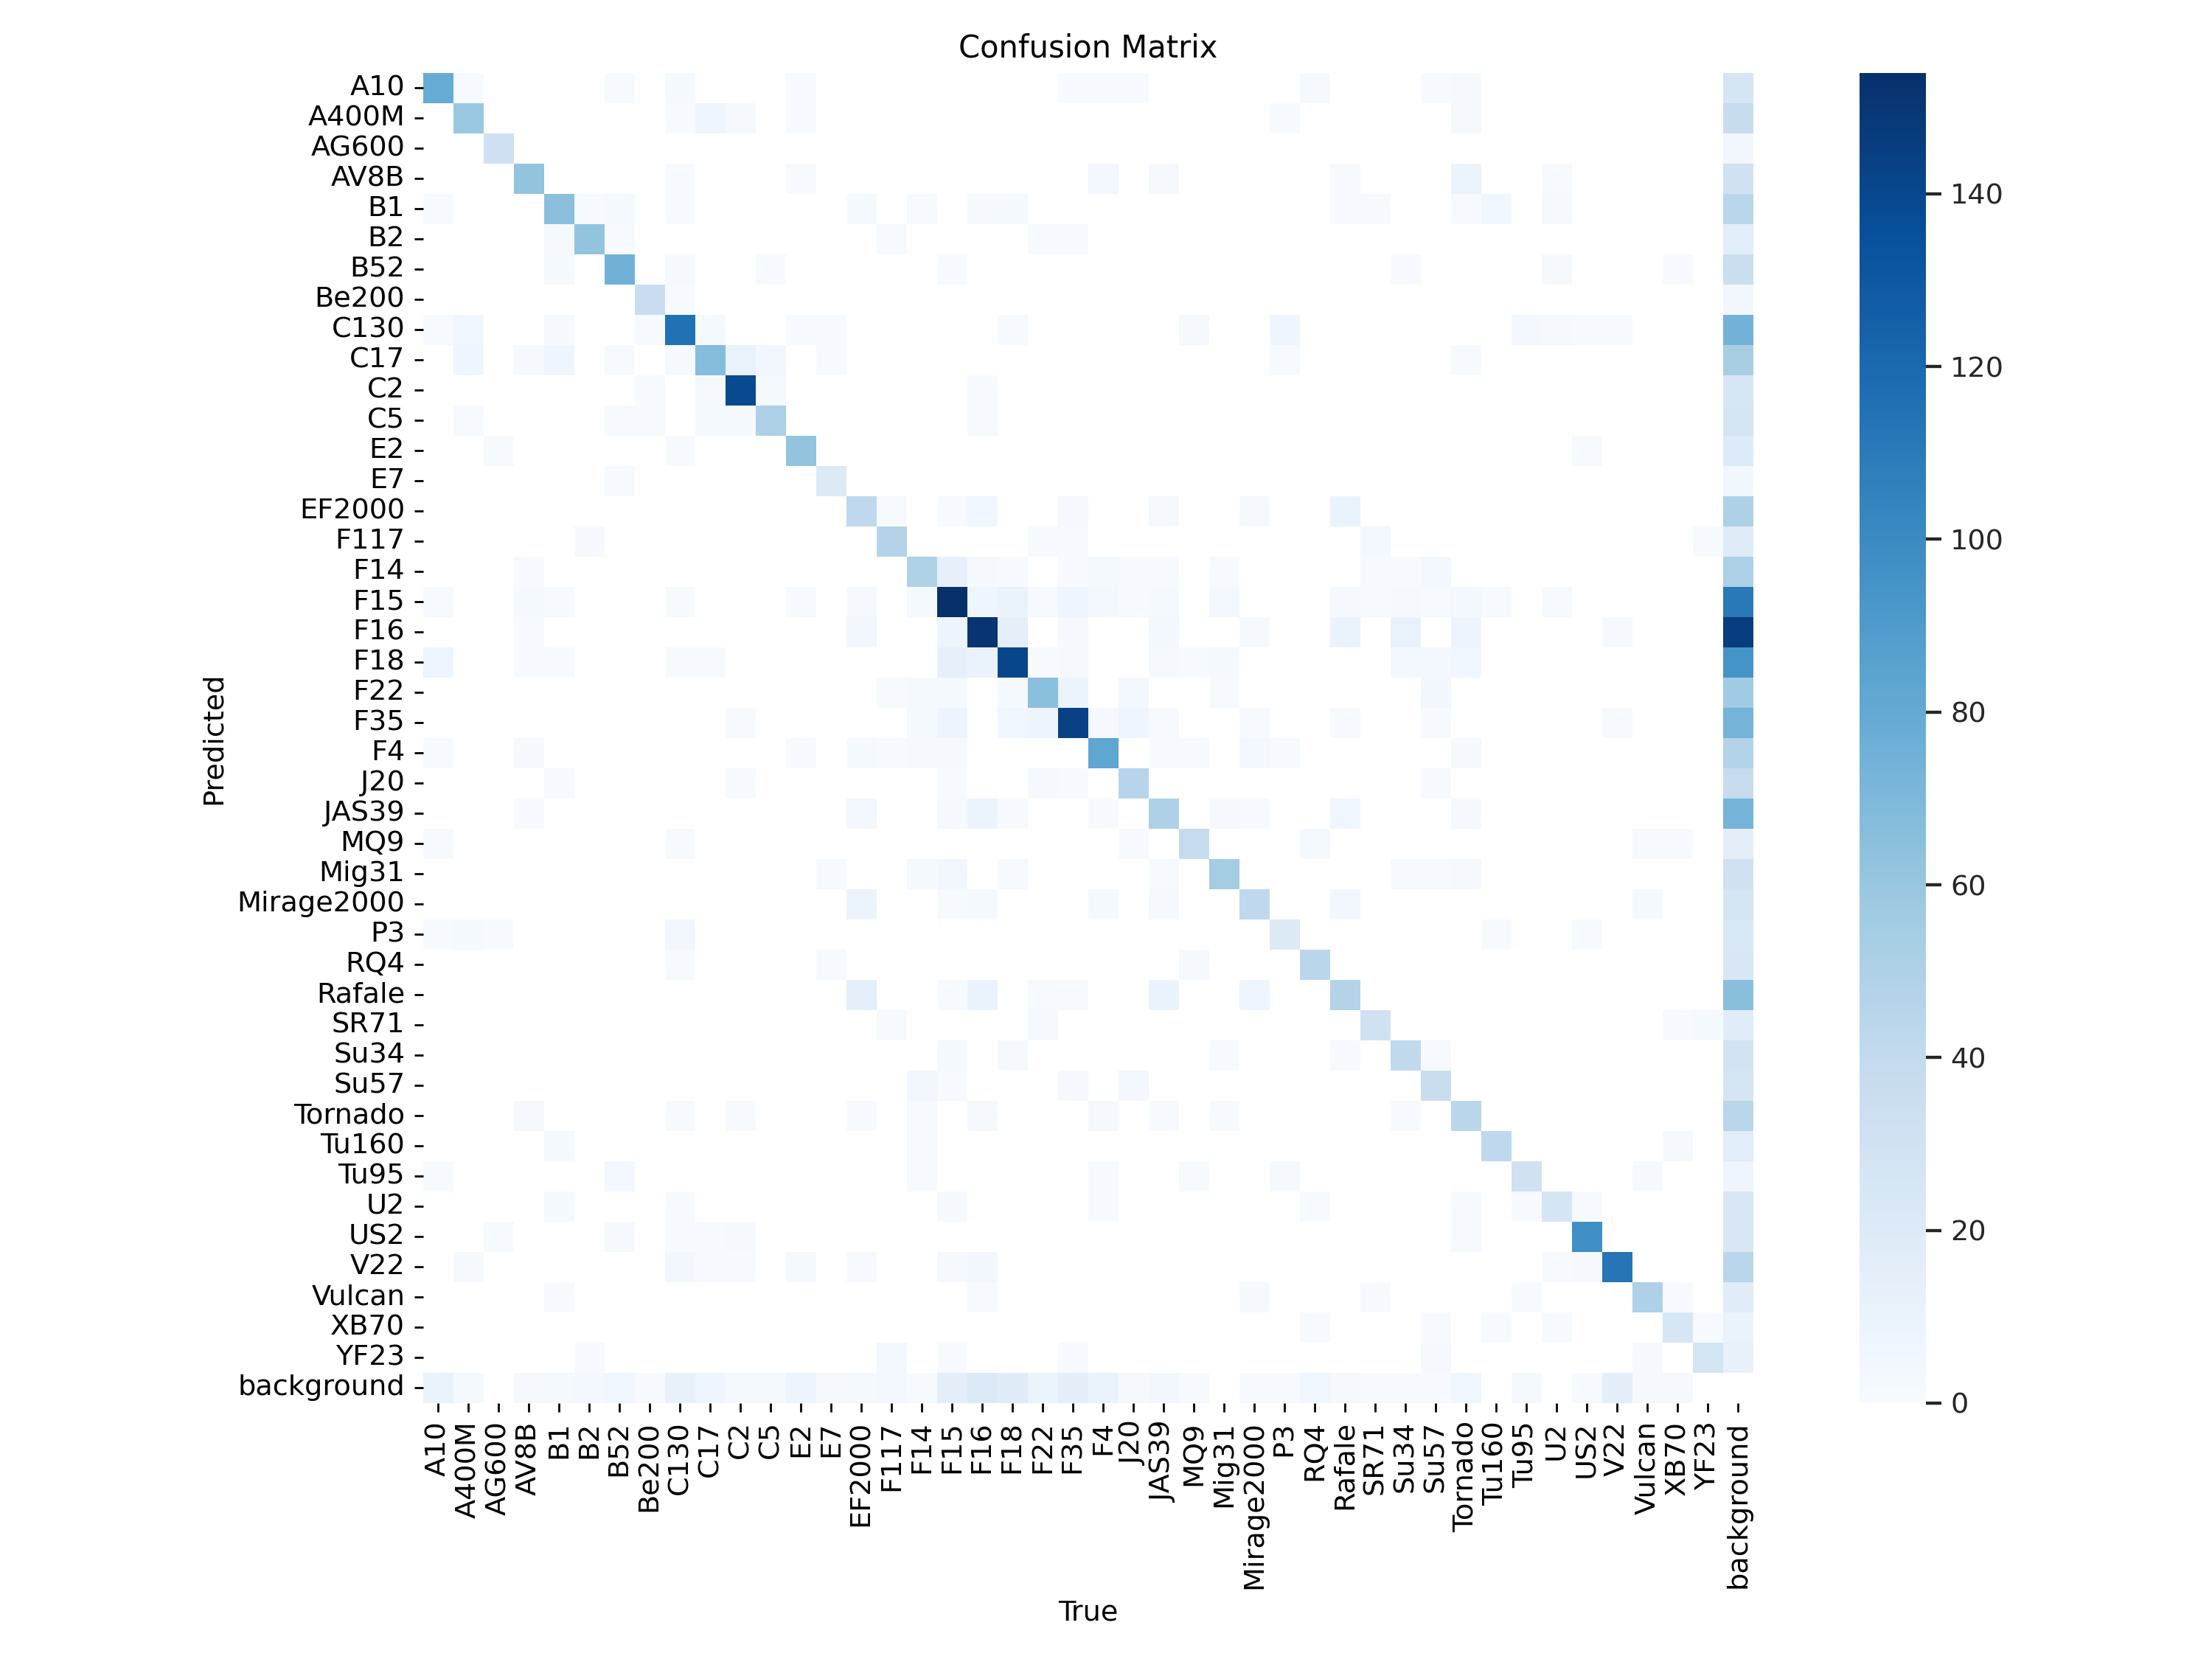 Confusion Matrix
Predicted
A10
A400M
AG600
AV8B
B1
B2
B52
Be200
C130
C17
C2
C5
E2
E7
EF2000
F117
F14
F15
F16
F18
F22
F35
F4
J20
JAS39
MQ9
Mig31
Mirage2000
P3
RQ4
Rafale
SR71
Su34
Su57
Tornado
Tu160
Tu95
U2
US2
V22
Vulcan
XB70
YF23
background
A10
A400M
AG600
AV8B
B1
B2
B52
Be200
C130
C17
C2
C5
E2
E7
EF2000
F117
F14
F15
F16
F18
F22
F35
F4
J20
JAS39
MQ9
Mig31
Mirage2000
P3
RQ4
Rafale
SR71
Su34
Su57
Tornado
Tu160
Tu95
U2
US2
V22
Vulcan
XB70
YF23
background
True
140
120
100
80
60
40
20
0